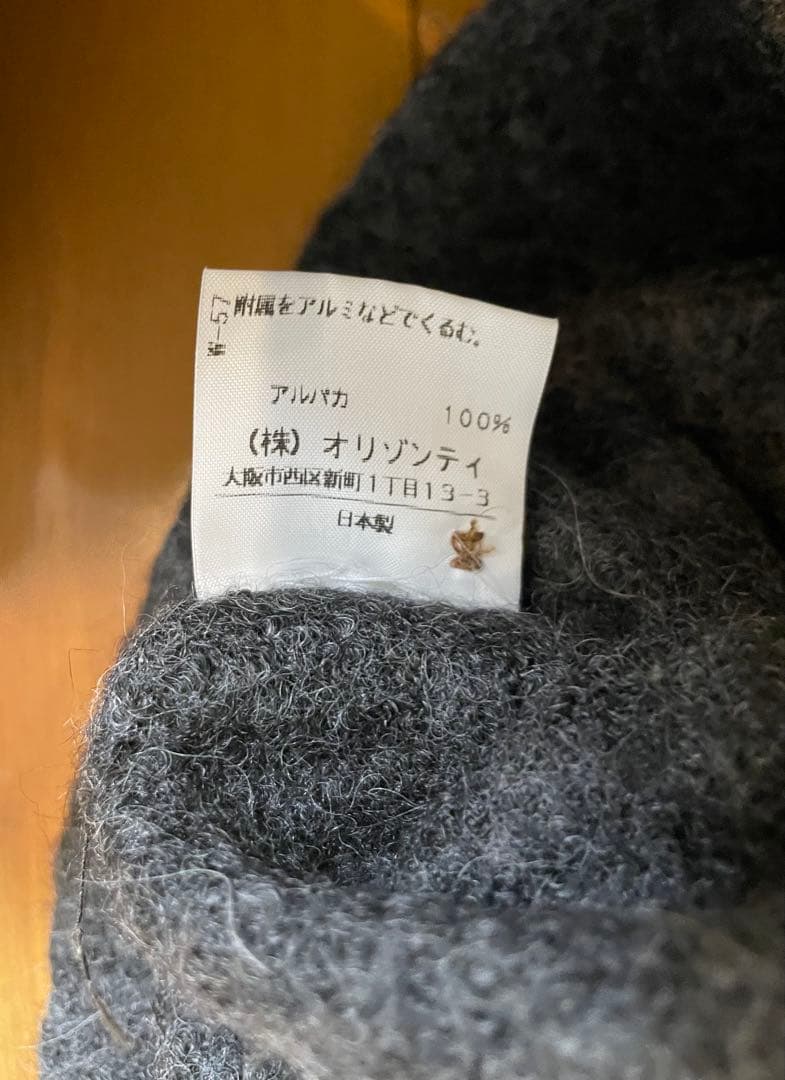 附属をアルミなどでくるむ。
アルパカ 100%
(株) オリゾンティ
大阪市西区新町1丁目13-3
日本製